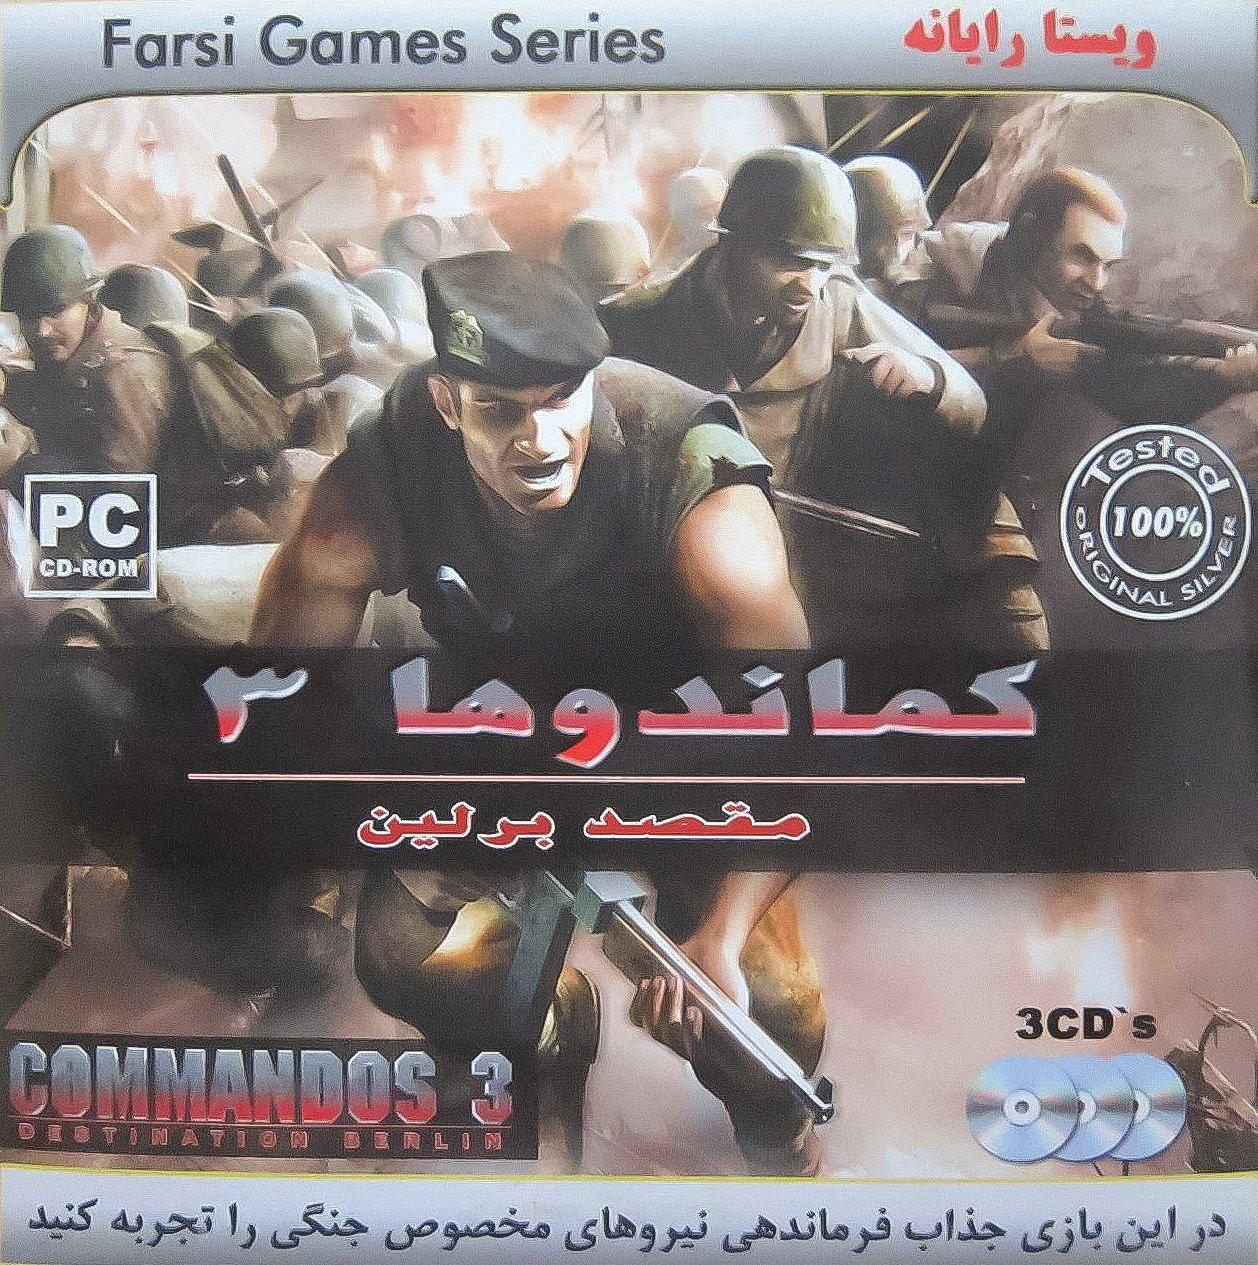 Farsi Games Series
ویستا رایانه
PC
CD-ROM
Tested
100%
ORIGINAL SILVER
کماندوها ۳
مقصد برلین
3CD`s
COMMANDOS 3
DESTINATION BERLIN
در این بازی جذاب فرماندهی نیروهای مخصوص جنگی را تجربه کنید